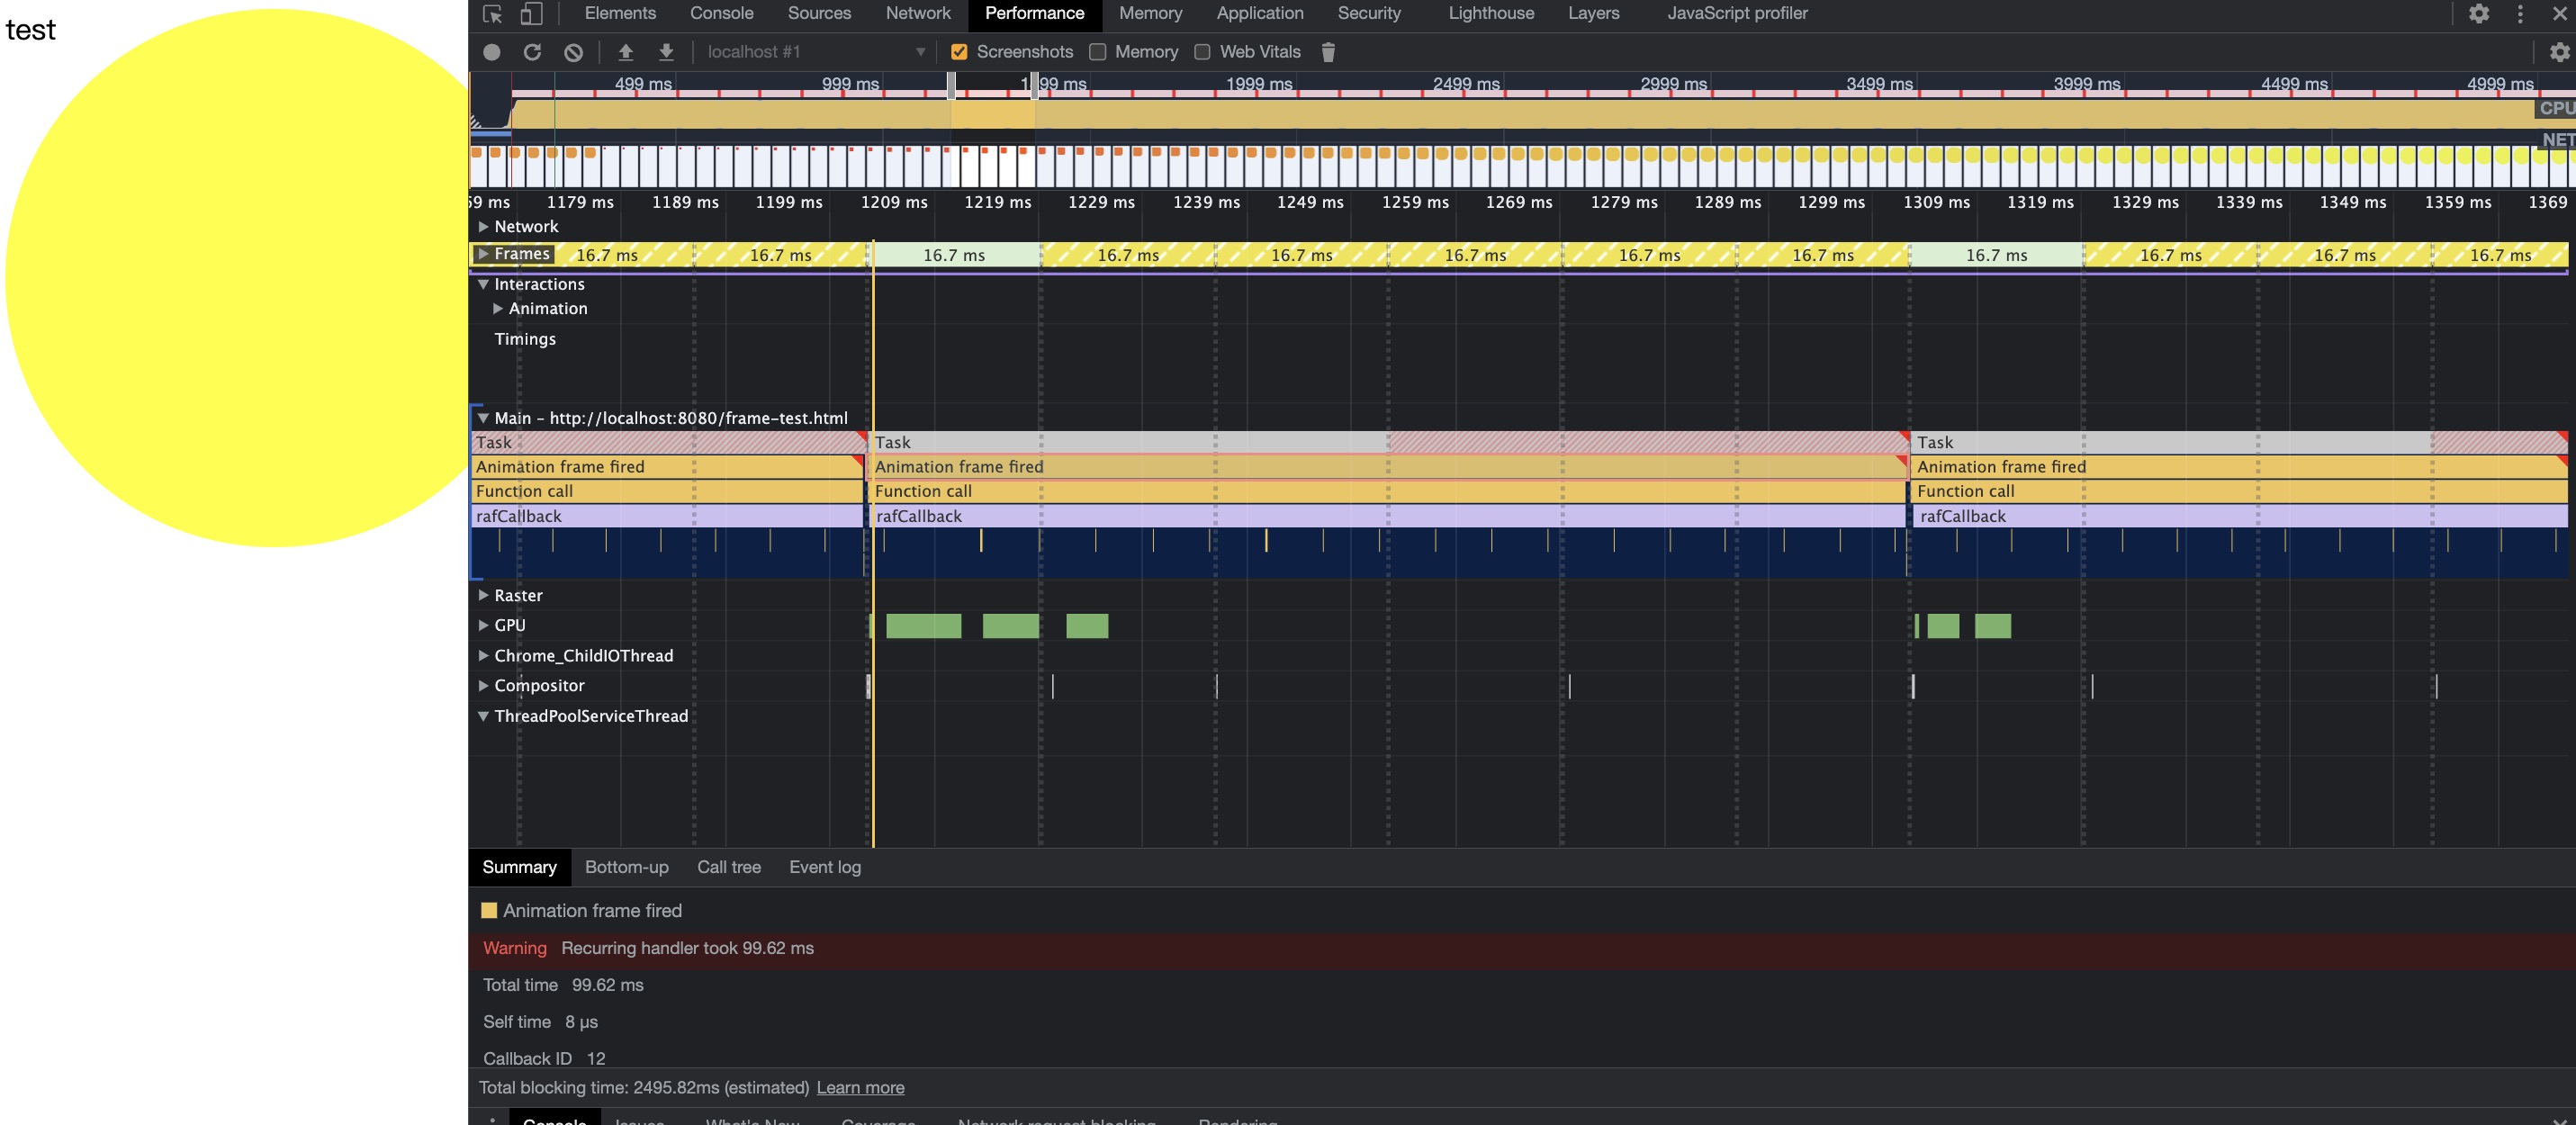 test
Elements Console Sources Network Performance Memory Application Security Lighthouse Layers JavaScript profiler
localhost #1 Screenshots Memory Web Vitals
499 ms 999 ms 1 99 ms 1999 ms 2499 ms 2999 ms 3499 ms 3999 ms 4499 ms 4999 ms
CPU
NET
59 ms 1179 ms 1189 ms 1199 ms 1209 ms 1219 ms 1229 ms 1239 ms 1249 ms 1259 ms 1269 ms 1279 ms 1289 ms 1299 ms 1309 ms 1319 ms 1329 ms 1339 ms 1349 ms 1359 ms 1369
Network
Frames 16.7 ms 16.7 ms 16.7 ms 16.7 ms 16.7 ms 16.7 ms 16.7 ms 16.7 ms 16.7 ms 16.7 ms 16.7 ms 16.7 ms
Interactions
Animation
Timings
Main – http://localhost:8080/frame-test.html
Task Task Task
Animation frame fired Animation frame fired Animation frame fired
Function call Function call Function call
rafCallback rafCallback rafCallback
Raster
GPU
Chrome_ChildIOThread
Compositor
ThreadPoolServiceThread
Summary Bottom-up Call tree Event log
Animation frame fired
Warning Recurring handler took 99.62 ms
Total time 99.62 ms
Self time 8 μs
Callback ID 12
Total blocking time: 2495.82ms (estimated) Learn more
Console Issues What's New Coverage Network request blocking Rendering